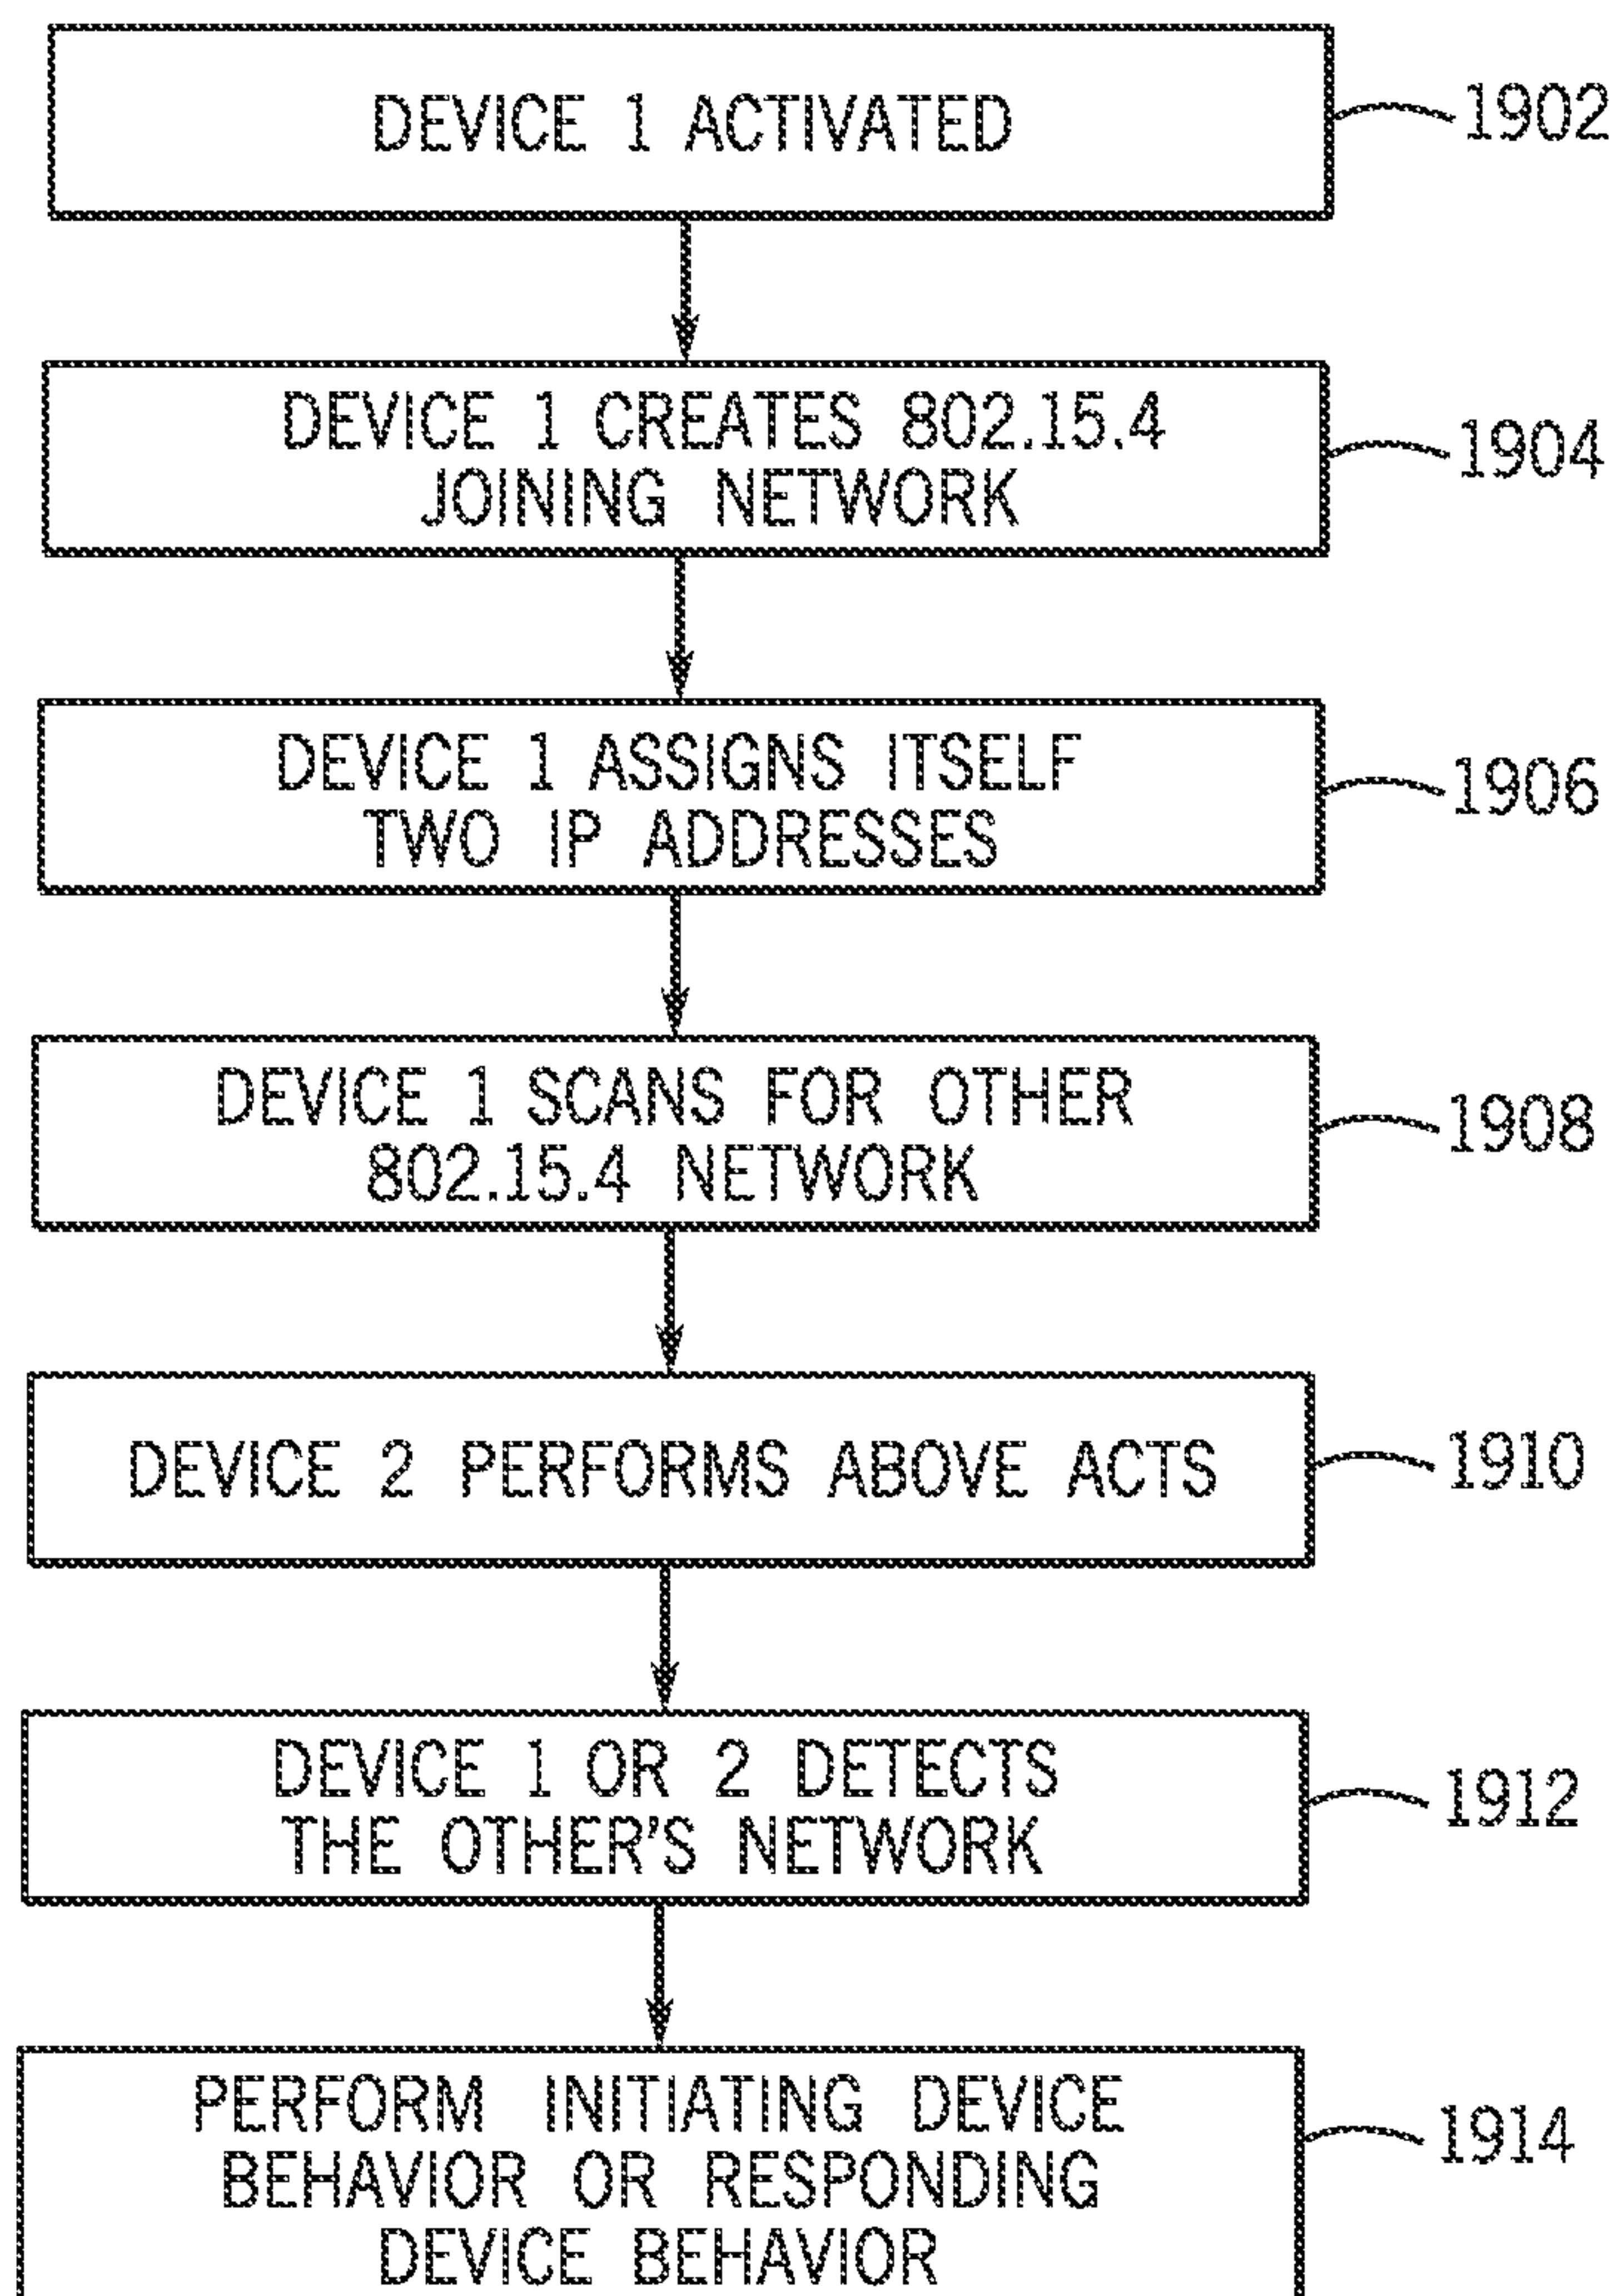 DEVICE 1 ACTIVATED
1902
DEVICE 1 CREATES 802.15.4
JOINING NETWORK
1904
DEVICE 1 ASSIGNS ITSELF
TWO IP ADDRESSES
1906
DEVICE 1 SCANS FOR OTHER
802.15.4 NETWORK
1908
DEVICE 2 PERFORMS ABOVE ACTS
1910
DEVICE 1 OR 2 DETECTS
THE OTHER'S NETWORK
1912
PERFORM INITIATING DEVICE
BEHAVIOR OR RESPONDING
DEVICE BEHAVIOR
1914